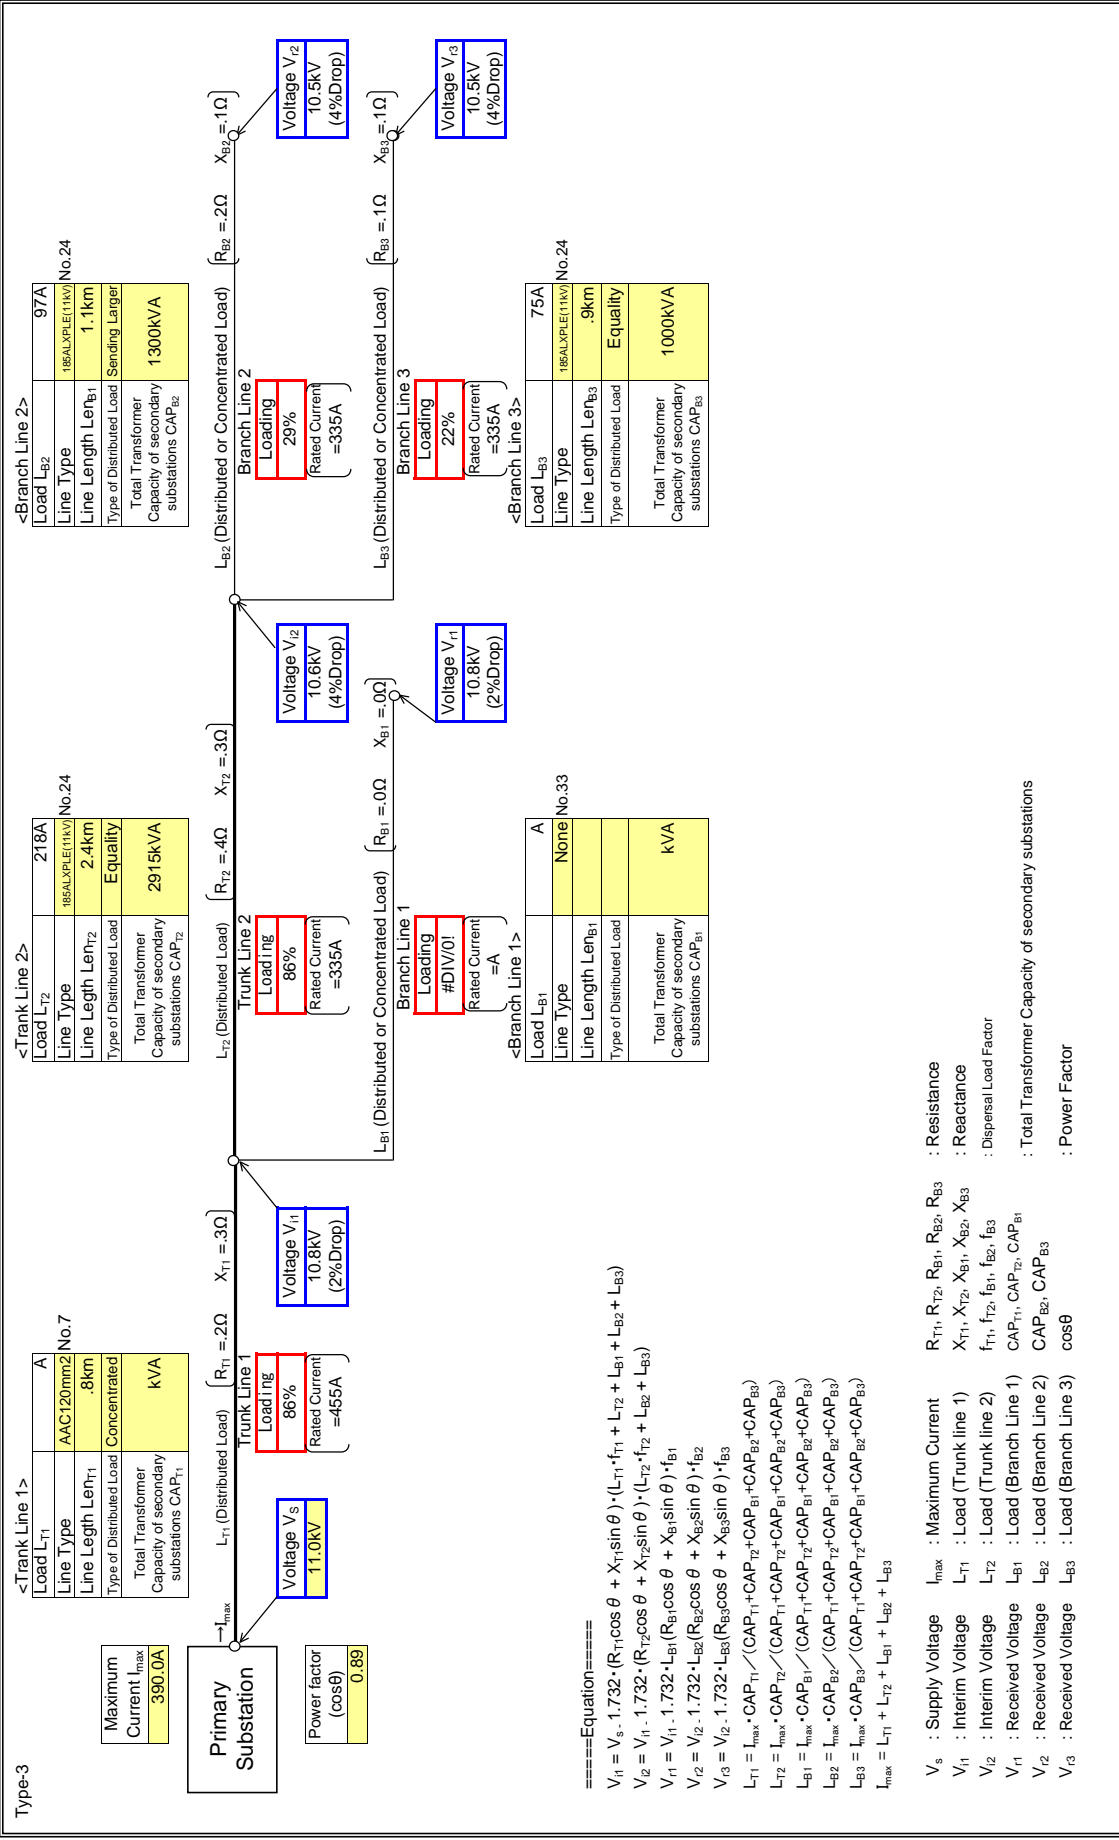 Type-3
Maximum
Current Imax
390.0A
Primary
Substation
Power factor
(cosθ)
0.89
→Imax
Voltage VS
11.0kV
<Trank Line 1>
Load LT1 A
Line Type AAC120mm2 No.7
Line Legth LenT1 .8km
Type of Distributed Load Concentrated
Total Transformer
Capacity of secondary
substations CAPT1
kVA
LT1 (Distributed Load)
RT1 =.2Ω XT1 =.3Ω
Trunk Line 1
Loading
86%
Rated Current
=455A
Voltage Vi1
10.8kV
(2%Drop)
<Trank Line 2>
Load LT2 218A
Line Type 185ALXPLE(11kV) No.24
Line Legth LenT2 2.4km
Type of Distributed Load Equality
Total Transformer
Capacity of secondary
substations CAPT2
2915kVA
LT2 (Distributed Load)
RT2 =.4Ω XT2 =.3Ω
Trunk Line 2
Loading
86%
Rated Current
=335A
Voltage Vi2
10.6kV
(4%Drop)
LB1 (Distributed or Concentrated Load)
RB1 =.0Ω XB1 =.0Ω
Branch Line 1
Loading
#DIV/0!
Rated Current
=A
Voltage Vr1
10.8kV
(2%Drop)
<Branch Line 1>
Load LB1 A
Line Type None No.33
Line Length LenB1
Type of Distributed Load
Total Transformer
Capacity of secondary
substations CAPB1
kVA
<Branch Line 2>
Load LB2 97A
Line Type 185ALXPLE(11kV) No.24
Line Length LenB1 1.1km
Type of Distributed Load Sending Larger
Total Transformer
Capacity of secondary
substations CAPB2
1300kVA
LB2 (Distributed or Concentrated Load)
RB2 =.2Ω XB2 =.1Ω
Branch Line 2
Loading
29%
Rated Current
=335A
Voltage Vr2
10.5kV
(4%Drop)
LB3 (Distributed or Concentrated Load)
RB3 =.1Ω XB3 =.1Ω
Branch Line 3
Loading
22%
Rated Current
=335A
Voltage Vr3
10.5kV
(4%Drop)
<Branch Line 3>
Load LB3 75A
Line Type 185ALXPLE(11kV) No.24
Line Length LenB3 .9km
Type of Distributed Load Equality
Total Transformer
Capacity of secondary
substations CAPB3
1000kVA
=====Equation=====
Vi1 = Vs - 1.732・(RT1cos θ + XT1sin θ)・(LT1・fT1 + LT2 + LB1 + LB2 + LB3)
Vi2 = Vi1 - 1.732・(RT2cos θ + XT2sin θ)・(LT2・fT2 + LB2 + LB3)
Vr1 = Vi1 - 1.732・LB1(RB1cos θ + XB1sin θ)・fB1
Vr2 = Vi2 - 1.732・LB2(RB2cos θ + XB2sin θ)・fB2
Vr3 = Vi2 - 1.732・LB3(RB3cos θ + XB3sin θ)・fB3
LT1 = Imax・CAPT1／(CAPT1+CAPT2+CAPB1+CAPB2+CAPB3)
LT2 = Imax・CAPT2／(CAPT1+CAPT2+CAPB1+CAPB2+CAPB3)
LB1 = Imax・CAPB1／(CAPT1+CAPT2+CAPB1+CAPB2+CAPB3)
LB2 = Imax・CAPB2／(CAPT1+CAPT2+CAPB1+CAPB2+CAPB3)
LB3 = Imax・CAPB3／(CAPT1+CAPT2+CAPB1+CAPB2+CAPB3)
Imax = LT1 + LT2 + LB1 + LB2 + LB3
Vs : Supply Voltage Imax : Maximum Current RT1, RT2, RB1, RB2, RB3 : Resistance
Vi1 : Interim Voltage LT1 : Load (Trunk line 1) XT1, XT2, XB1, XB2, XB3 : Reactance
Vi2 : Interim Voltage LT2 : Load (Trunk line 2) fT1, fT2, fB1, fB2, fB3 : Dispersal Load Factor
Vr1 : Received Voltage LB1 : Load (Branch Line 1) CAPT1, CAPT2, CAPB1
Vr2 : Received Voltage LB2 : Load (Branch Line 2) CAPB2, CAPB3 : Total Transformer Capacity of secondary substations
Vr3 : Received Voltage LB3 : Load (Branch Line 3) cosθ : Power Factor